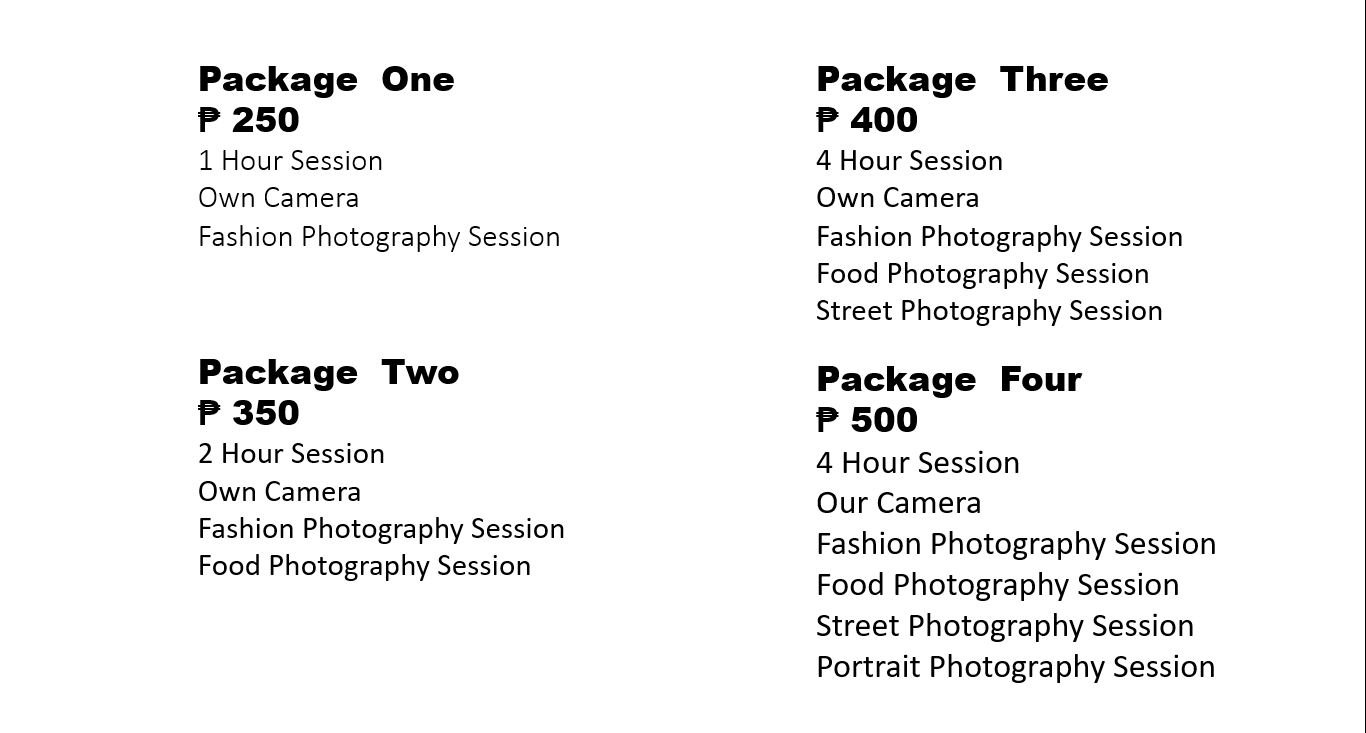 Package One
₱ 250
1 Hour Session
Own Camera
Fashion Photography Session
Package Two
₱ 350
2 Hour Session
Own Camera
Fashion Photography Session
Food Photography Session
Package Three
₱ 400
4 Hour Session
Own Camera
Fashion Photography Session
Food Photography Session
Street Photography Session
Package Four
₱ 500
4 Hour Session
Our Camera
Fashion Photography Session
Food Photography Session
Street Photography Session
Portrait Photography Session